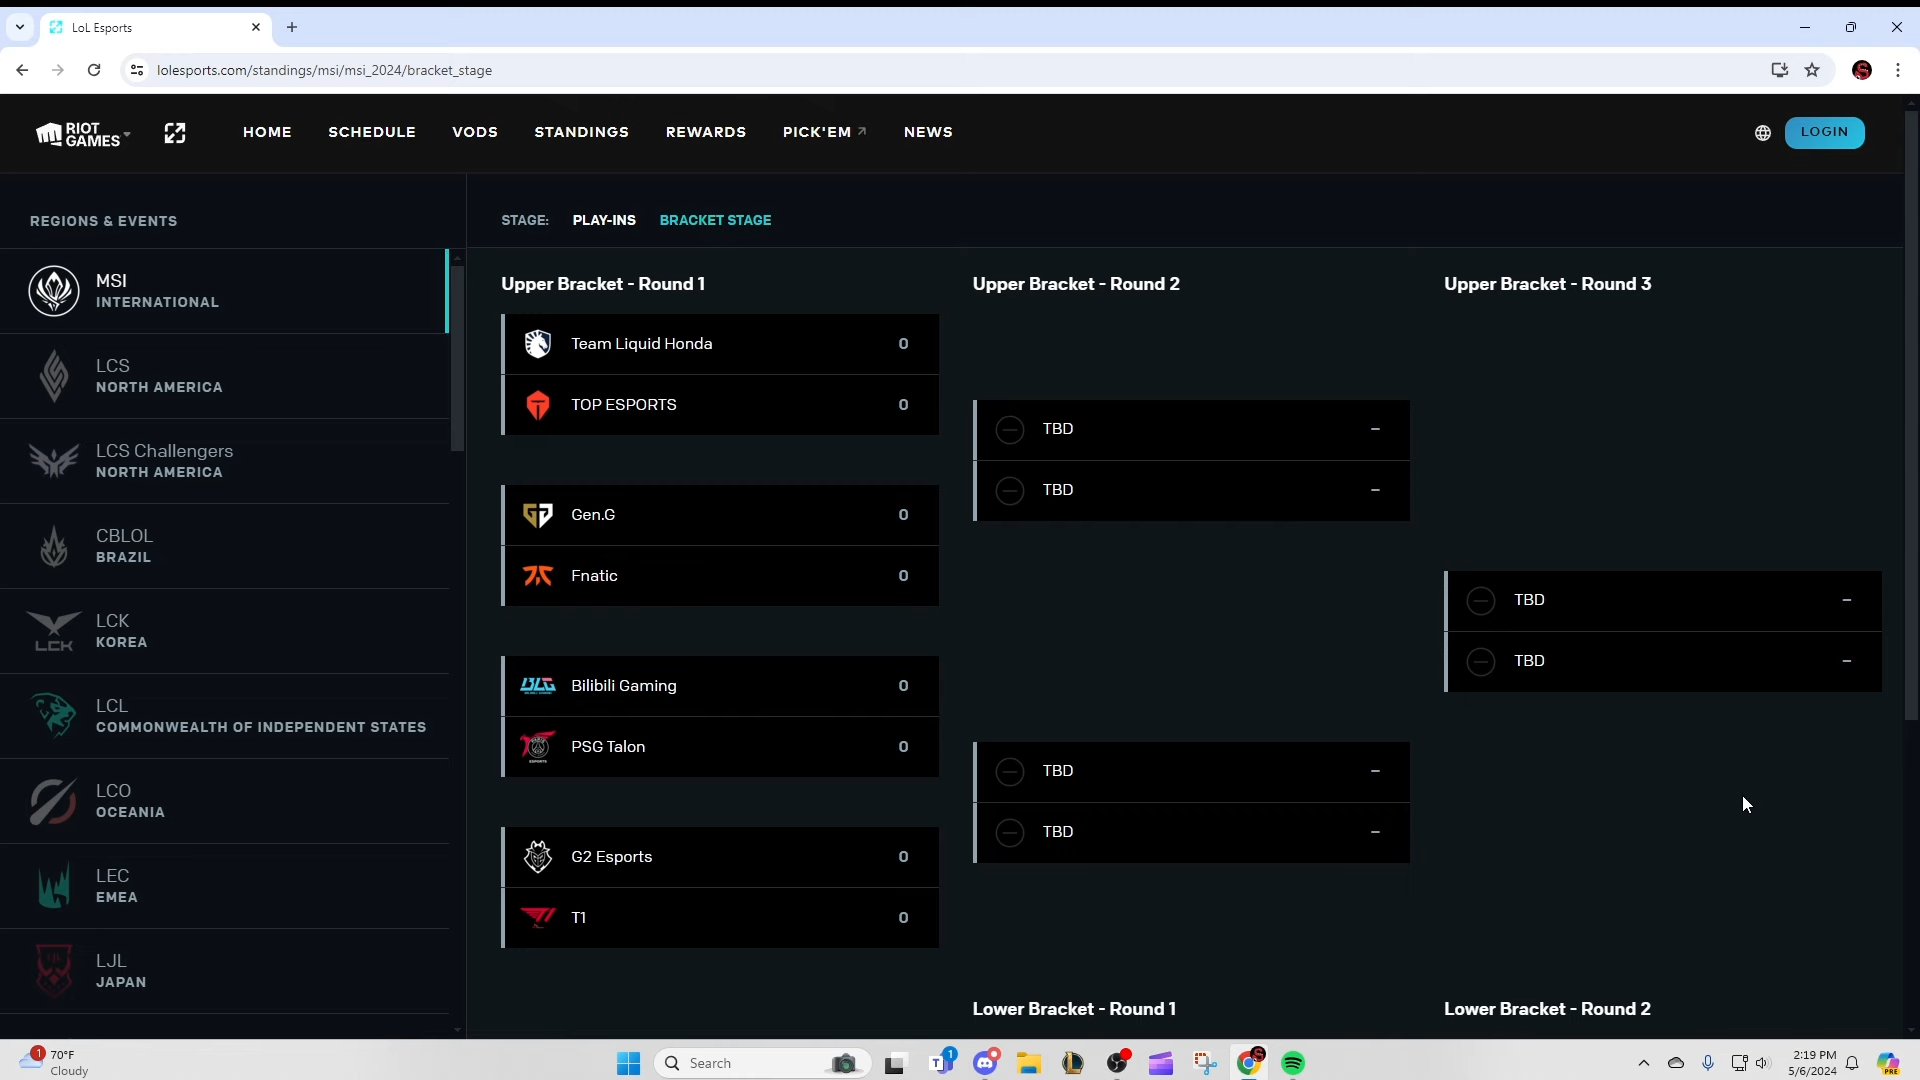 LoL Esports
lolesports.com/standings/msi/msi_2024/bracket_stage
RIOT GAMES
HOME SCHEDULE VODS STANDINGS REWARDS PICK'EM NEWS
LOGIN
REGIONS & EVENTS
MSI
INTERNATIONAL
LCS
NORTH AMERICA
LCS Challengers
NORTH AMERICA
CBLOL
BRAZIL
LCK
LCK
KOREA
LCL
COMMONWEALTH OF INDEPENDENT STATES
LCO
OCEANIA
LEC
EMEA
LJL
JAPAN
STAGE: PLAY-INS BRACKET STAGE
Upper Bracket - Round 1
Team Liquid Honda 0
TOP ESPORTS 0
Gen.G 0
Fnatic 0
BLG Bilibili Gaming 0
PSG Talon 0
G2 Esports 0
T1 0
Upper Bracket - Round 2
TBD –
TBD –
TBD –
TBD –
Upper Bracket - Round 3
TBD –
TBD –
Lower Bracket - Round 1
Lower Bracket - Round 2
1
70°F
Cloudy
Search
1
2:19 PM
5/6/2024
PRE